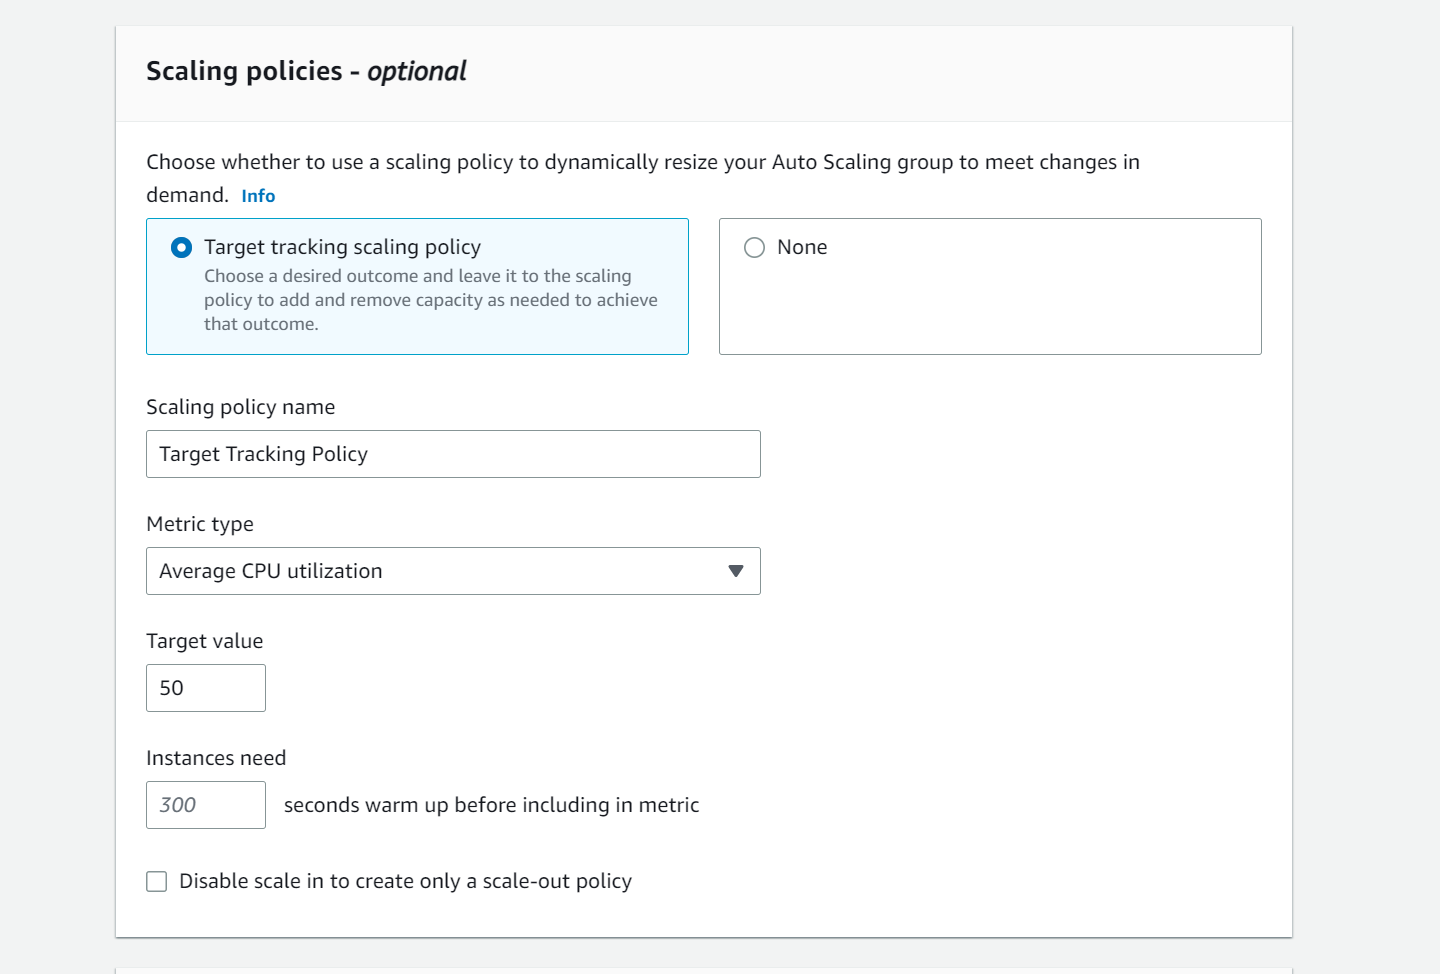 Scaling policies - optional
Choose whether to use a scaling policy to dynamically resize your Auto Scaling group to meet changes in
demand. Info
Target tracking scaling policy
Choose a desired outcome and leave it to the scaling
policy to add and remove capacity as needed to achieve
that outcome.
None
Scaling policy name
Target Tracking Policy
Metric type
Average CPU utilization
Target value
50
Instances need
300 seconds warm up before including in metric
Disable scale in to create only a scale-out policy